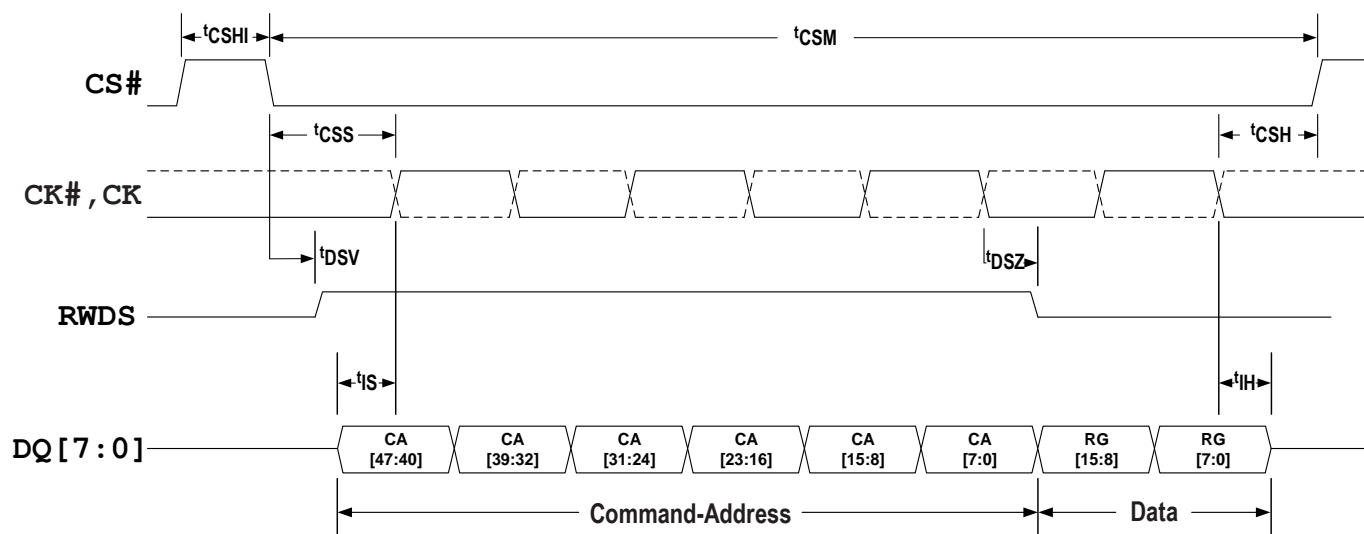 tCSHI
tCSM
CS#
tCSS
tCSH
CK#,CK
tDSV
tDSZ
RWDS
tIS
tIH
DQ[7:0]
CA
[47:40]
CA
[39:32]
CA
[31:24]
CA
[23:16]
CA
[15:8]
CA
[7:0]
RG
[15:8]
RG
[7:0]
Command-Address
Data